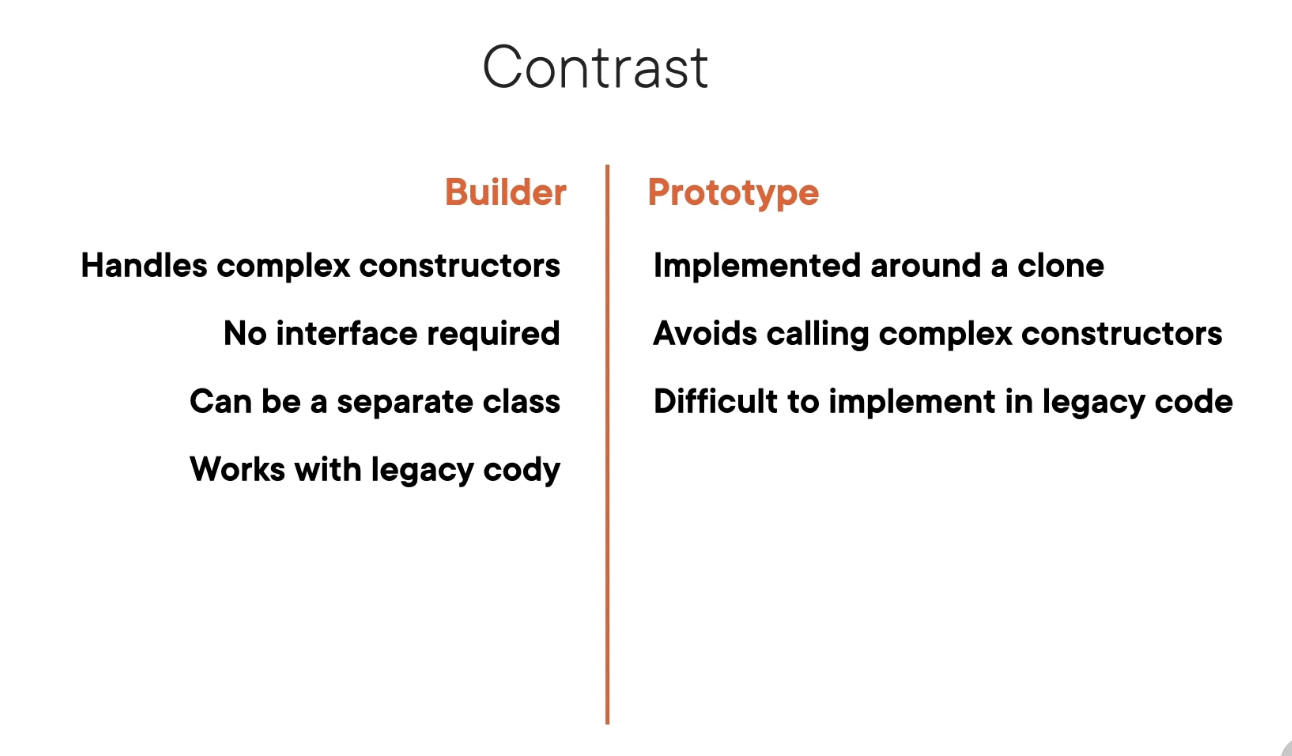 Contrast
Builder
Handles complex constructors
No interface required
Can be a separate class
Works with legacy cody
Prototype
Implemented around a clone
Avoids calling complex constructors
Difficult to implement in legacy code